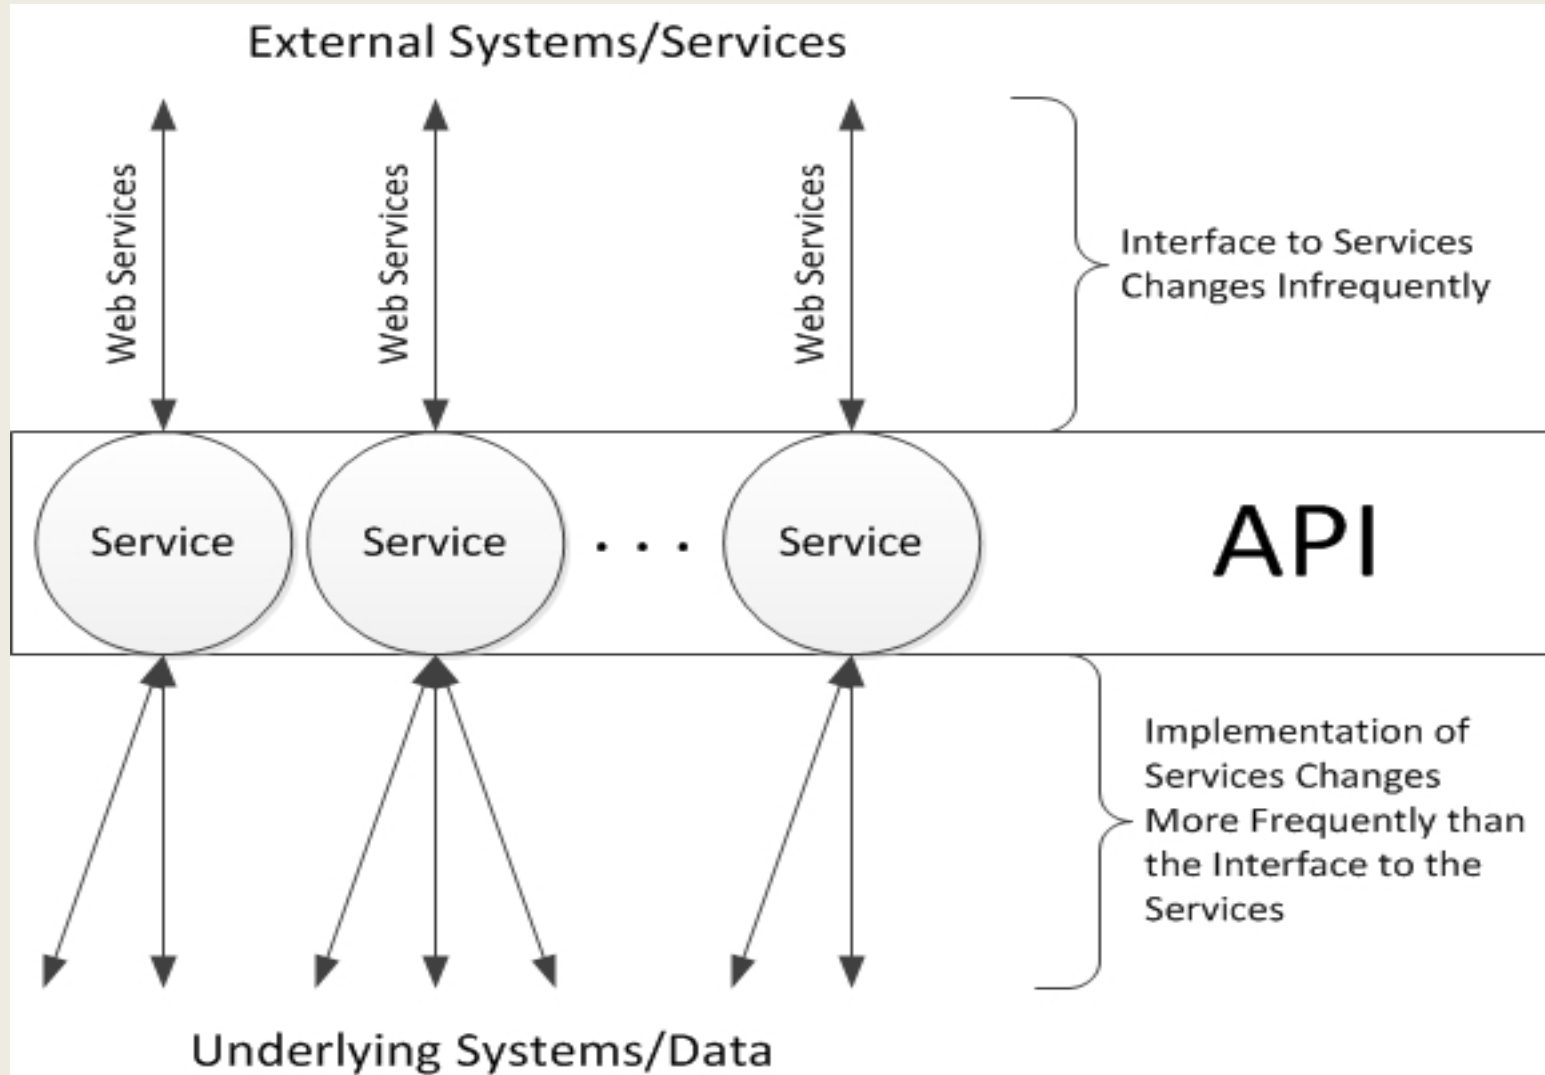 External Systems/Services
Web Services
Web Services
Web Services
Interface to Services
Changes Infrequently
Service
Service
. . .
Service
API
Implementation of
Services Changes
More Frequently than
the Interface to the
Services
Underlying Systems/Data